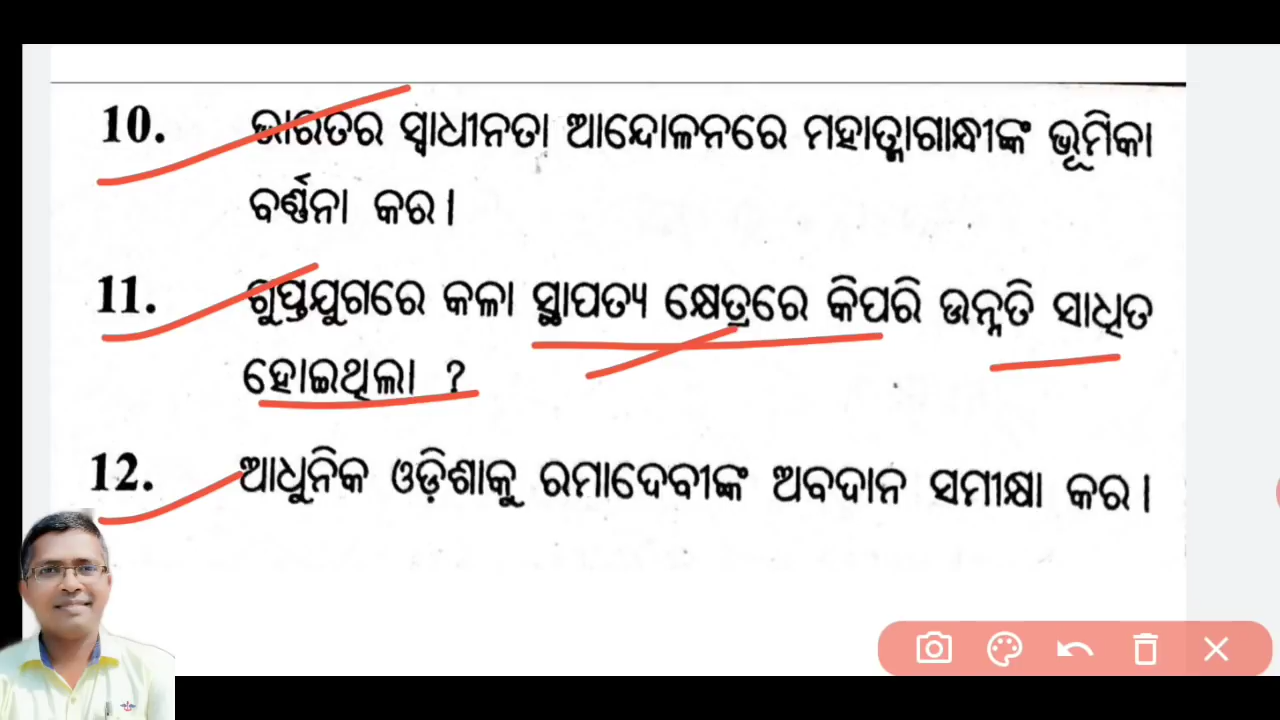 10. ଭାରତର ସ୍ୱାଧୀନତା ଆନ୍ଦୋଳନରେ ମହାତ୍ମାଗାନ୍ଧୀଙ୍କ ଭୂମିକା
ବର୍ଣ୍ଣନା କର।
11. ଗୁପ୍ତଯୁଗରେ କଳା ସ୍ଥାପତ୍ୟ କ୍ଷେତ୍ରରେ କିପରି ଉନ୍ନତି ସାଧିତ
ହୋଇଥିଲା ?
12. ଆଧୁନିକ ଓଡ଼ିଶାକୁ ରମାଦେବୀଙ୍କ ଅବଦାନ ସମୀକ୍ଷା କର।